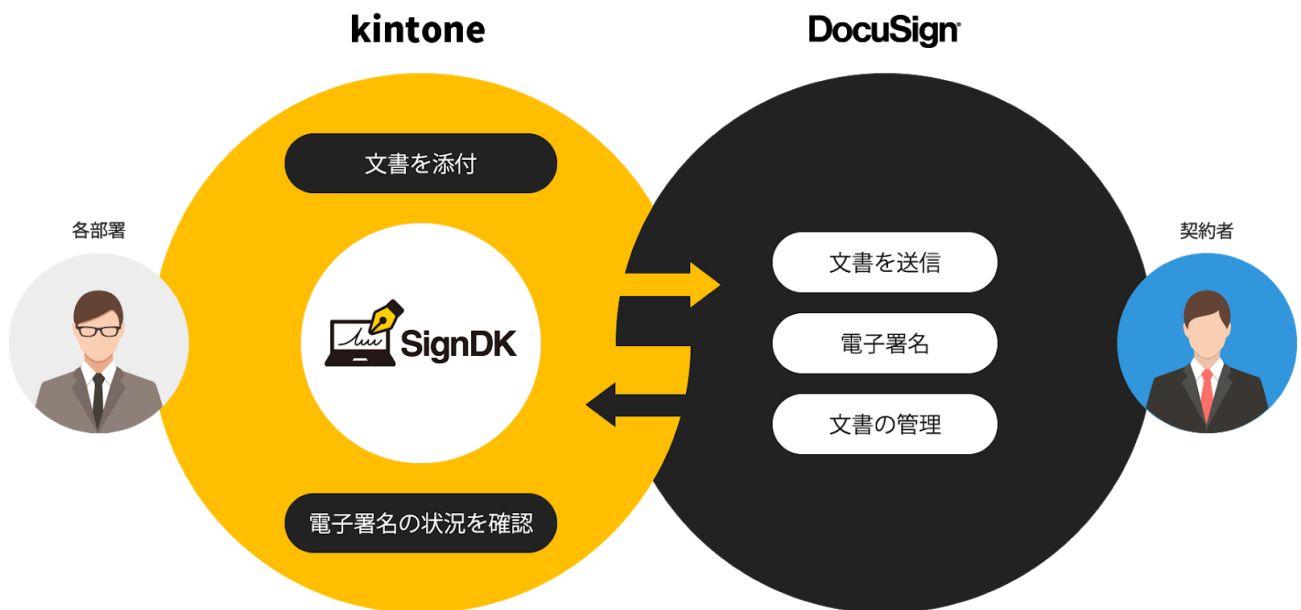 kintone
DocuSign
文書を添付
各部署
SignDK
電子署名の状況を確認
文書を送信
電子署名
文書の管理
契約者